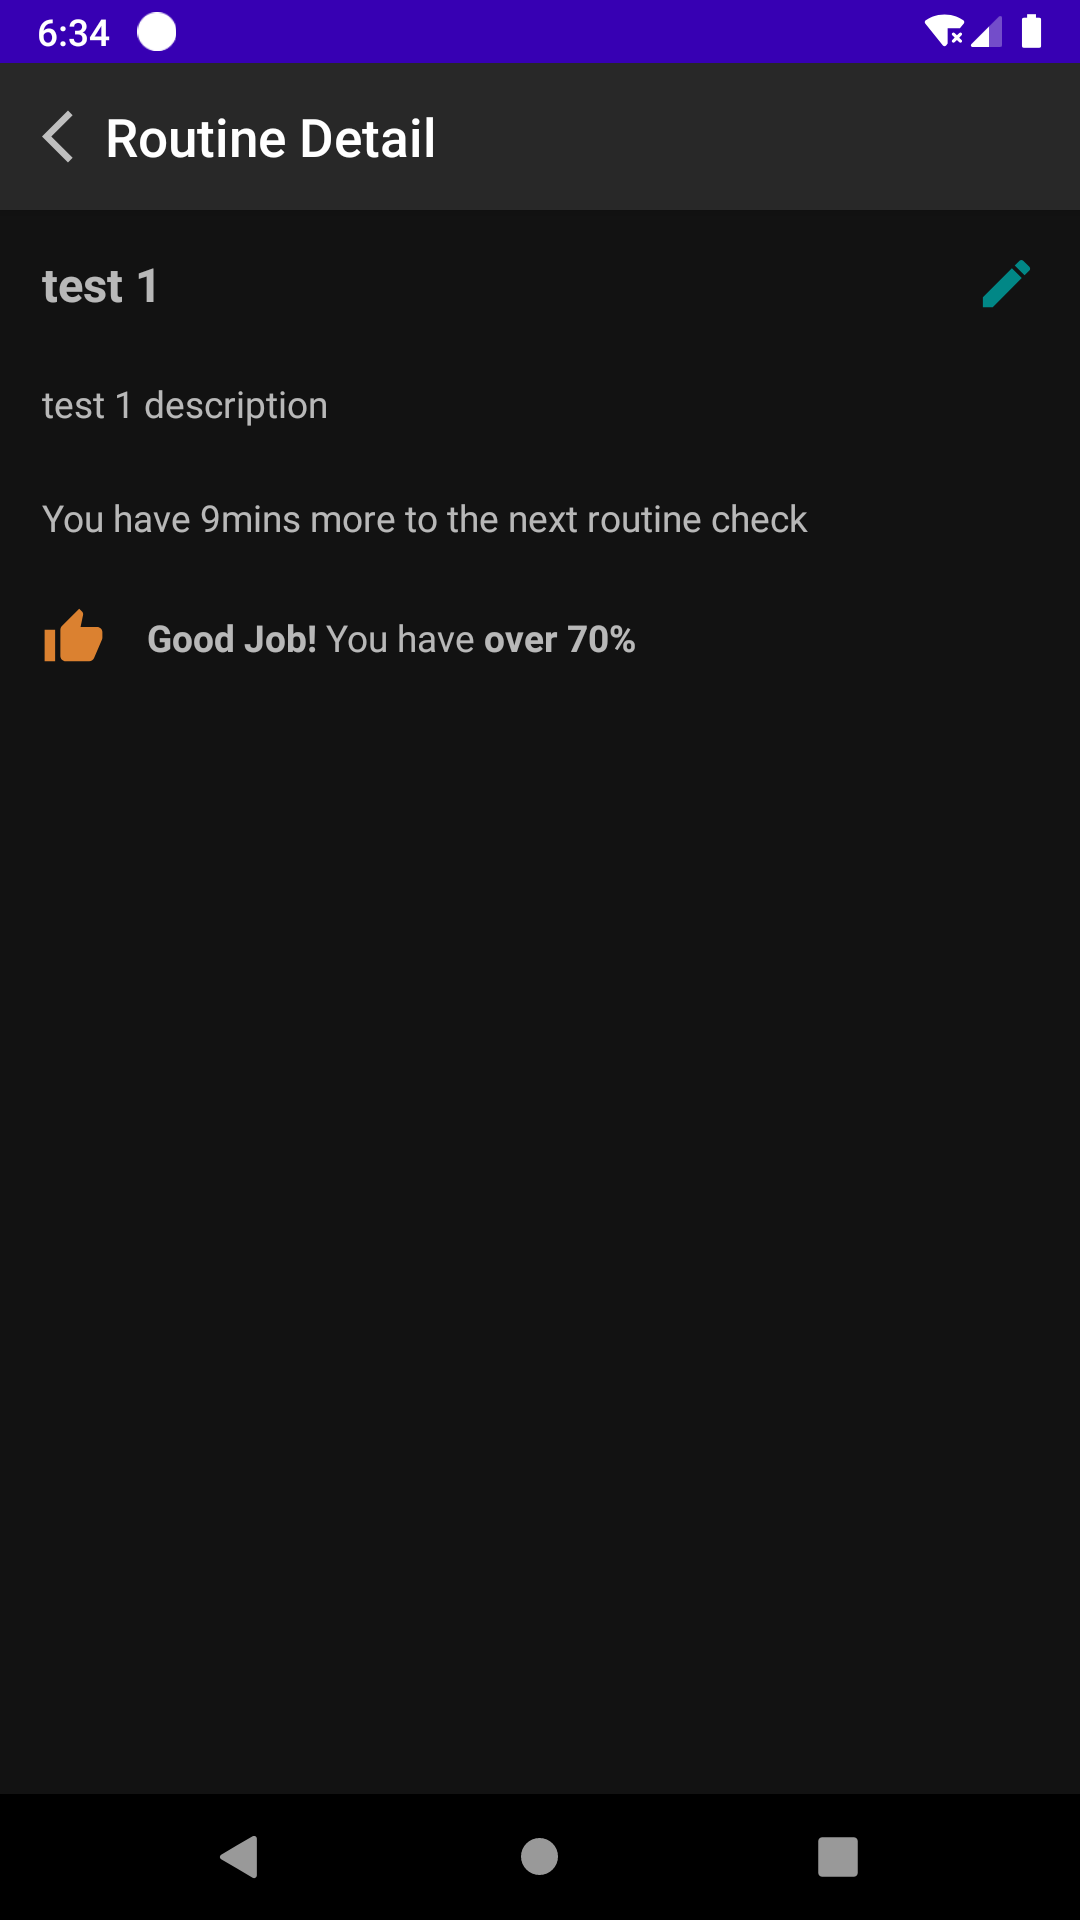 6:34
Routine Detail
test 1
test 1 description
You have 9mins more to the next routine check
Good Job! You have over 70%